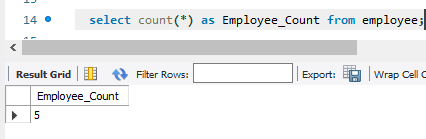 14 select count(*) as Employee_Count from employee;
Result Grid Filter Rows: Export: Wrap Cell C
Employee_Count
5